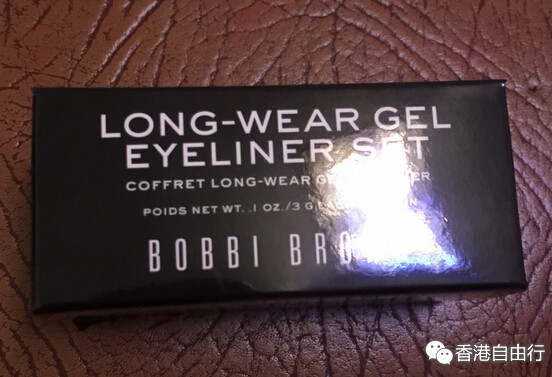 LONG-WEAR GEL
EYELINER SET
COFFRET LONG-WEAR
POIDS NET WT. .1 OZ./3 G
BOBBI
香港自由行